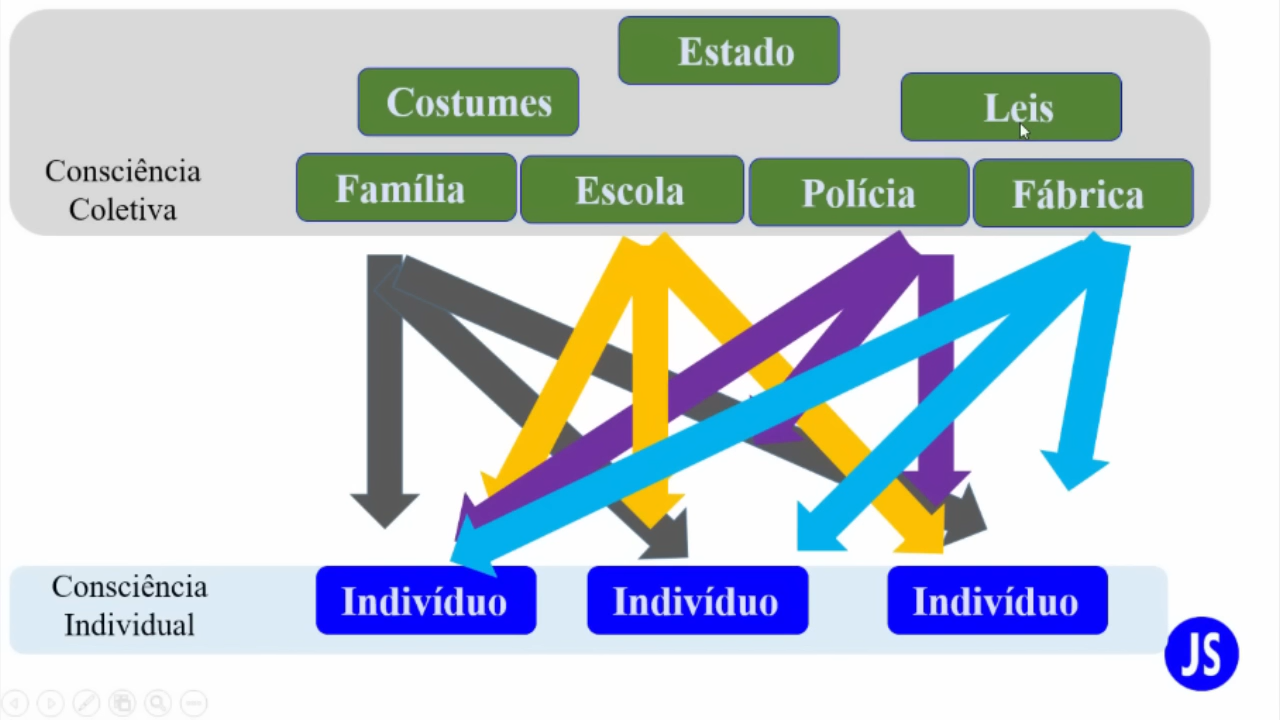 Estado
Costumes
Leis
Consciência
Coletiva
Família
Escola
Polícia
Fábrica
Consciência
Individual
Indivíduo
Indivíduo
Indivíduo
JS